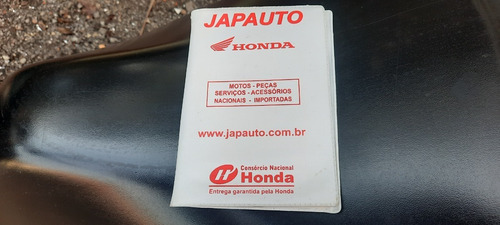 JAPAUTO
HONDA
MOTOS - PEÇAS
SERVIÇOS - ACESSÓRIOS
NACIONAIS - IMPORTADAS
www.japauto.com.br
Consórcio Nacional
Honda
Entrega garantida pela Honda